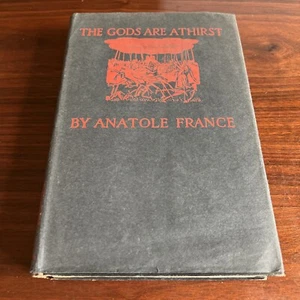 THE GODS ARE ATHIRST
BY ANATOLE FRANCE